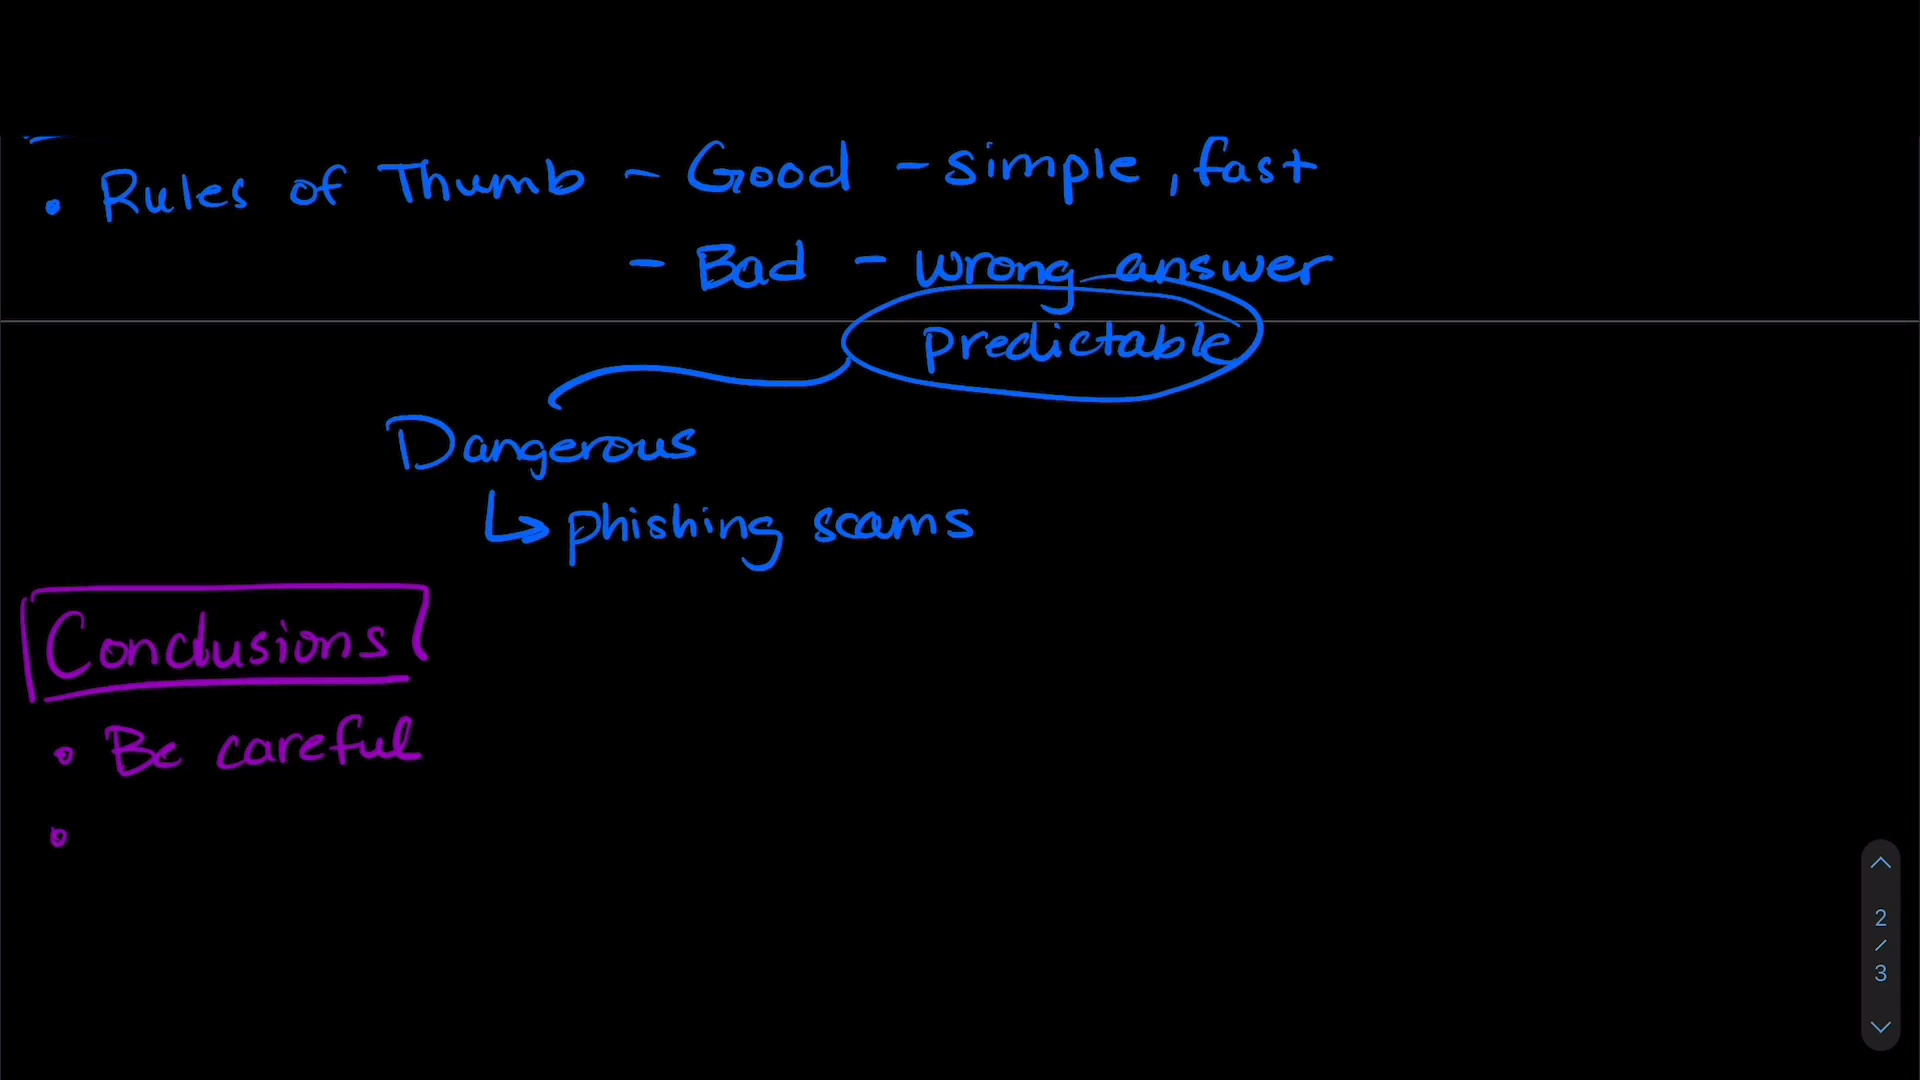 • Rules of Thumb - Good - simple, fast
- Bad - wrong answer
predictable
Dangerous
↳ phishing scams
Conclusions
• Be careful
•
2
/
3